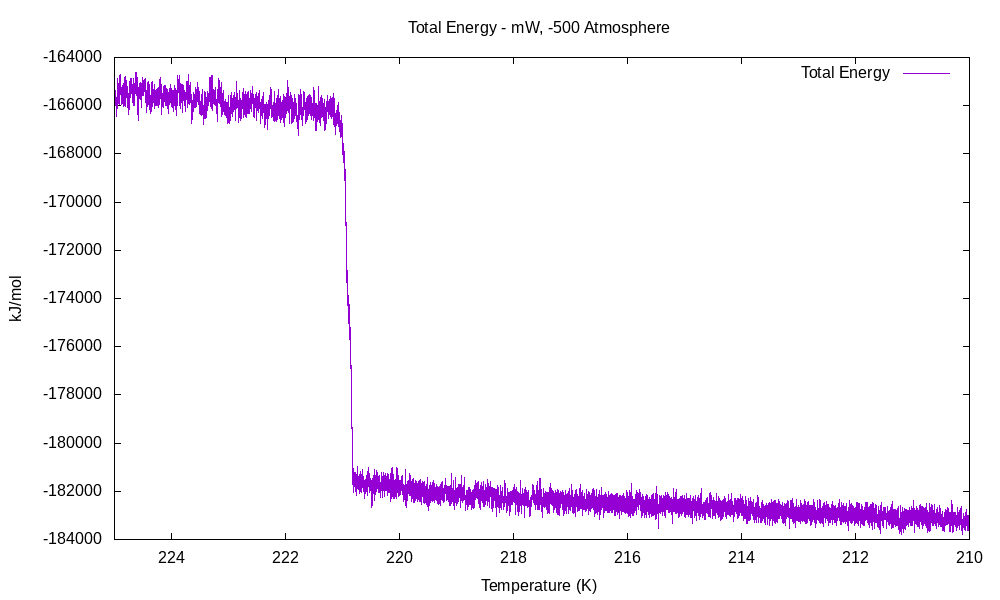 Total Energy - mW, -500 Atmosphere
Total Energy
-164000
-166000
-168000
-170000
-172000
-174000
-176000
-178000
-180000
-182000
-184000
kJ/mol
224 222 220 218 216 214 212 210
Temperature (K)